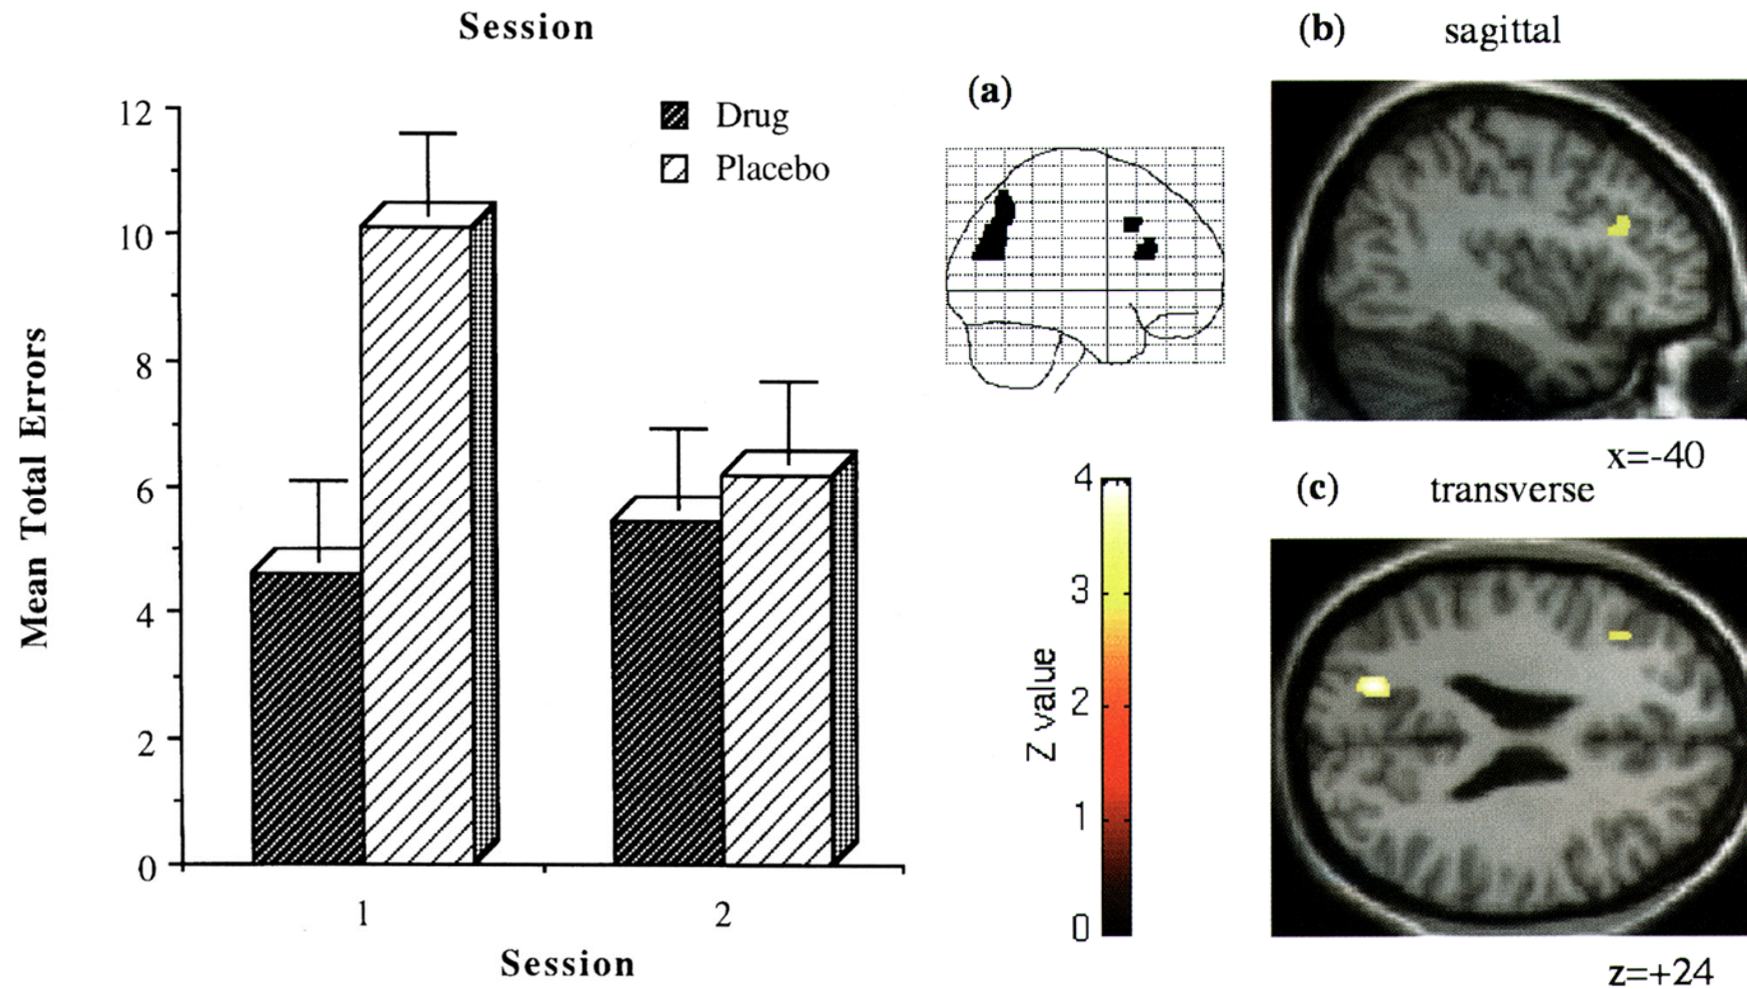 Session
12
10
8
6
4
2
0
Mean Total Errors
Drug
Placebo
1
2
Session
(a)
4
3
2
1
0
Z value
(b) sagittal
x=-40
(c) transverse
z=+24